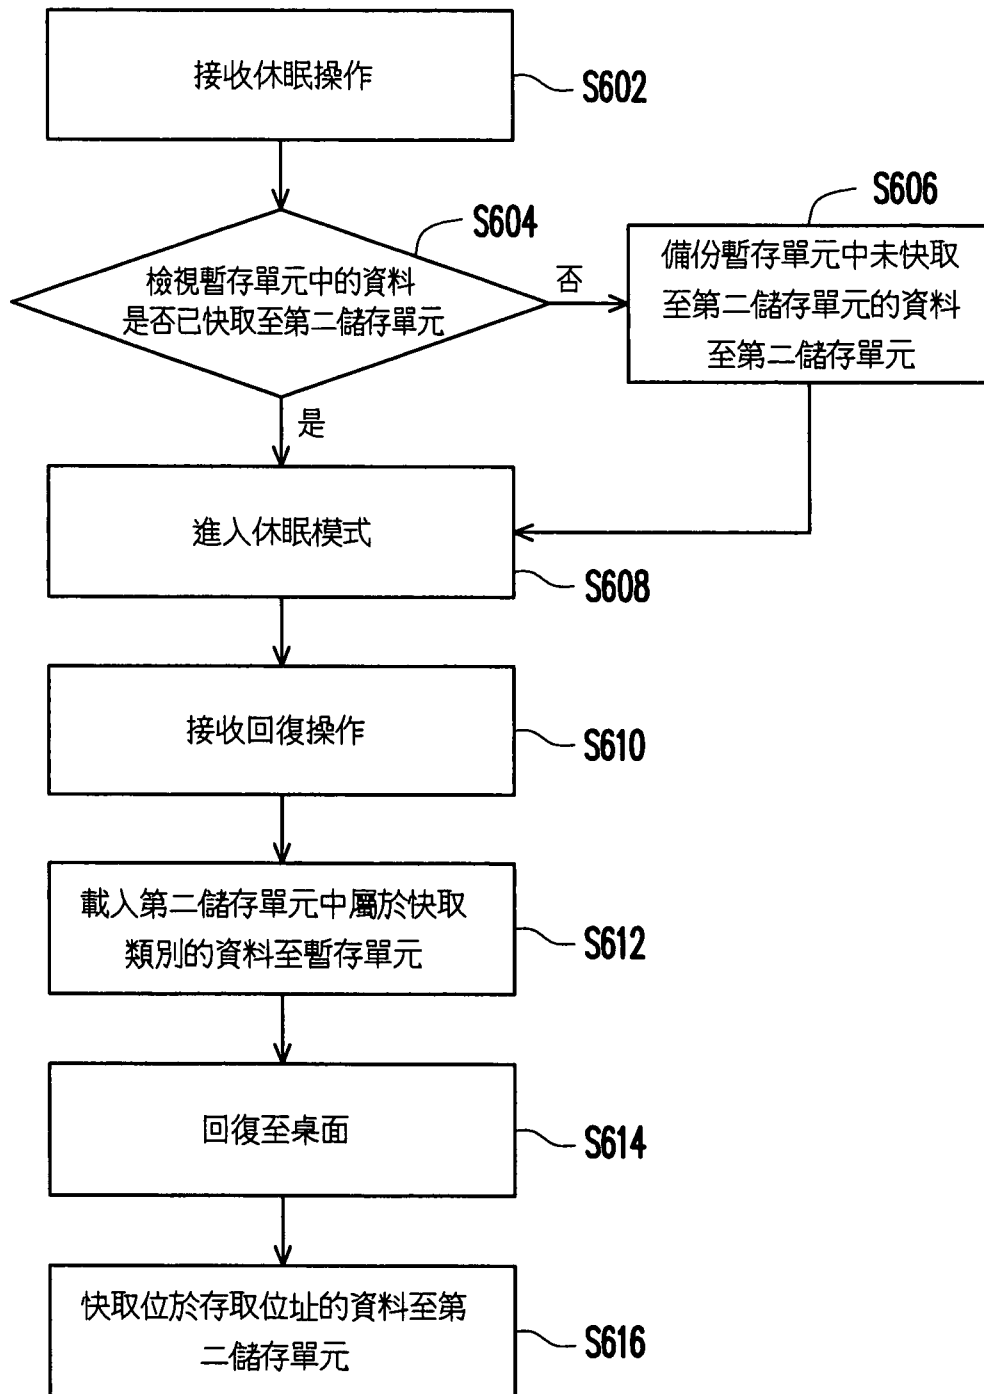 接收休眠操作
S602
S604
檢視暫存單元中的資料
是否已快取至第二儲存單元
否
S606
備份暫存單元中未快取
至第二儲存單元的資料
至第二儲存單元
是
進入休眠模式
S608
接收回復操作
S610
載入第二儲存單元中屬於快取
類別的資料至暫存單元
S612
回復至桌面
S614
快取位於存取位址的資料至第
二儲存單元
S616